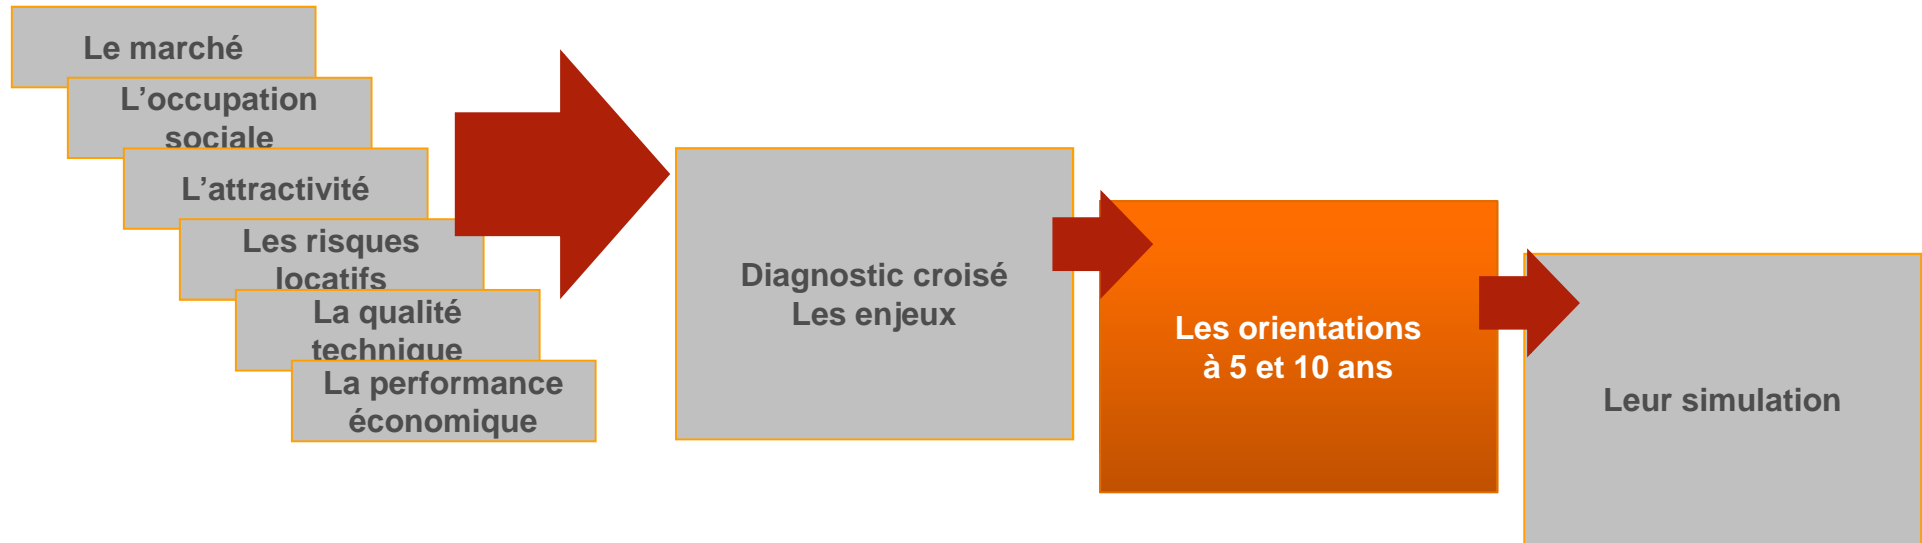 Le marché
L’occupation
sociale
L’attractivité
Les risques
locatifs
La qualité
technique
La performance
économique
Diagnostic croisé
Les enjeux
Les orientations
à 5 et 10 ans
Leur simulation